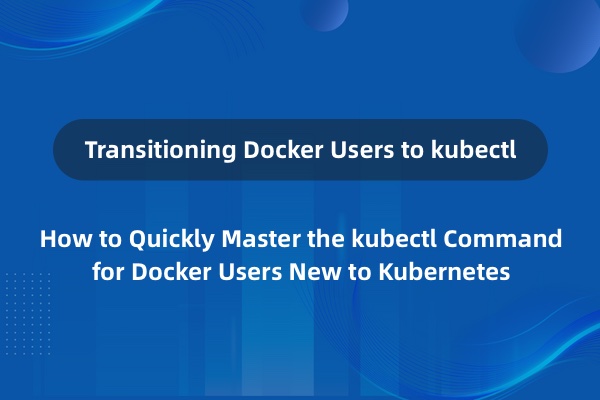 Transitioning Docker Users to kubectl
How to Quickly Master the kubectl Command
for Docker Users New to Kubernetes